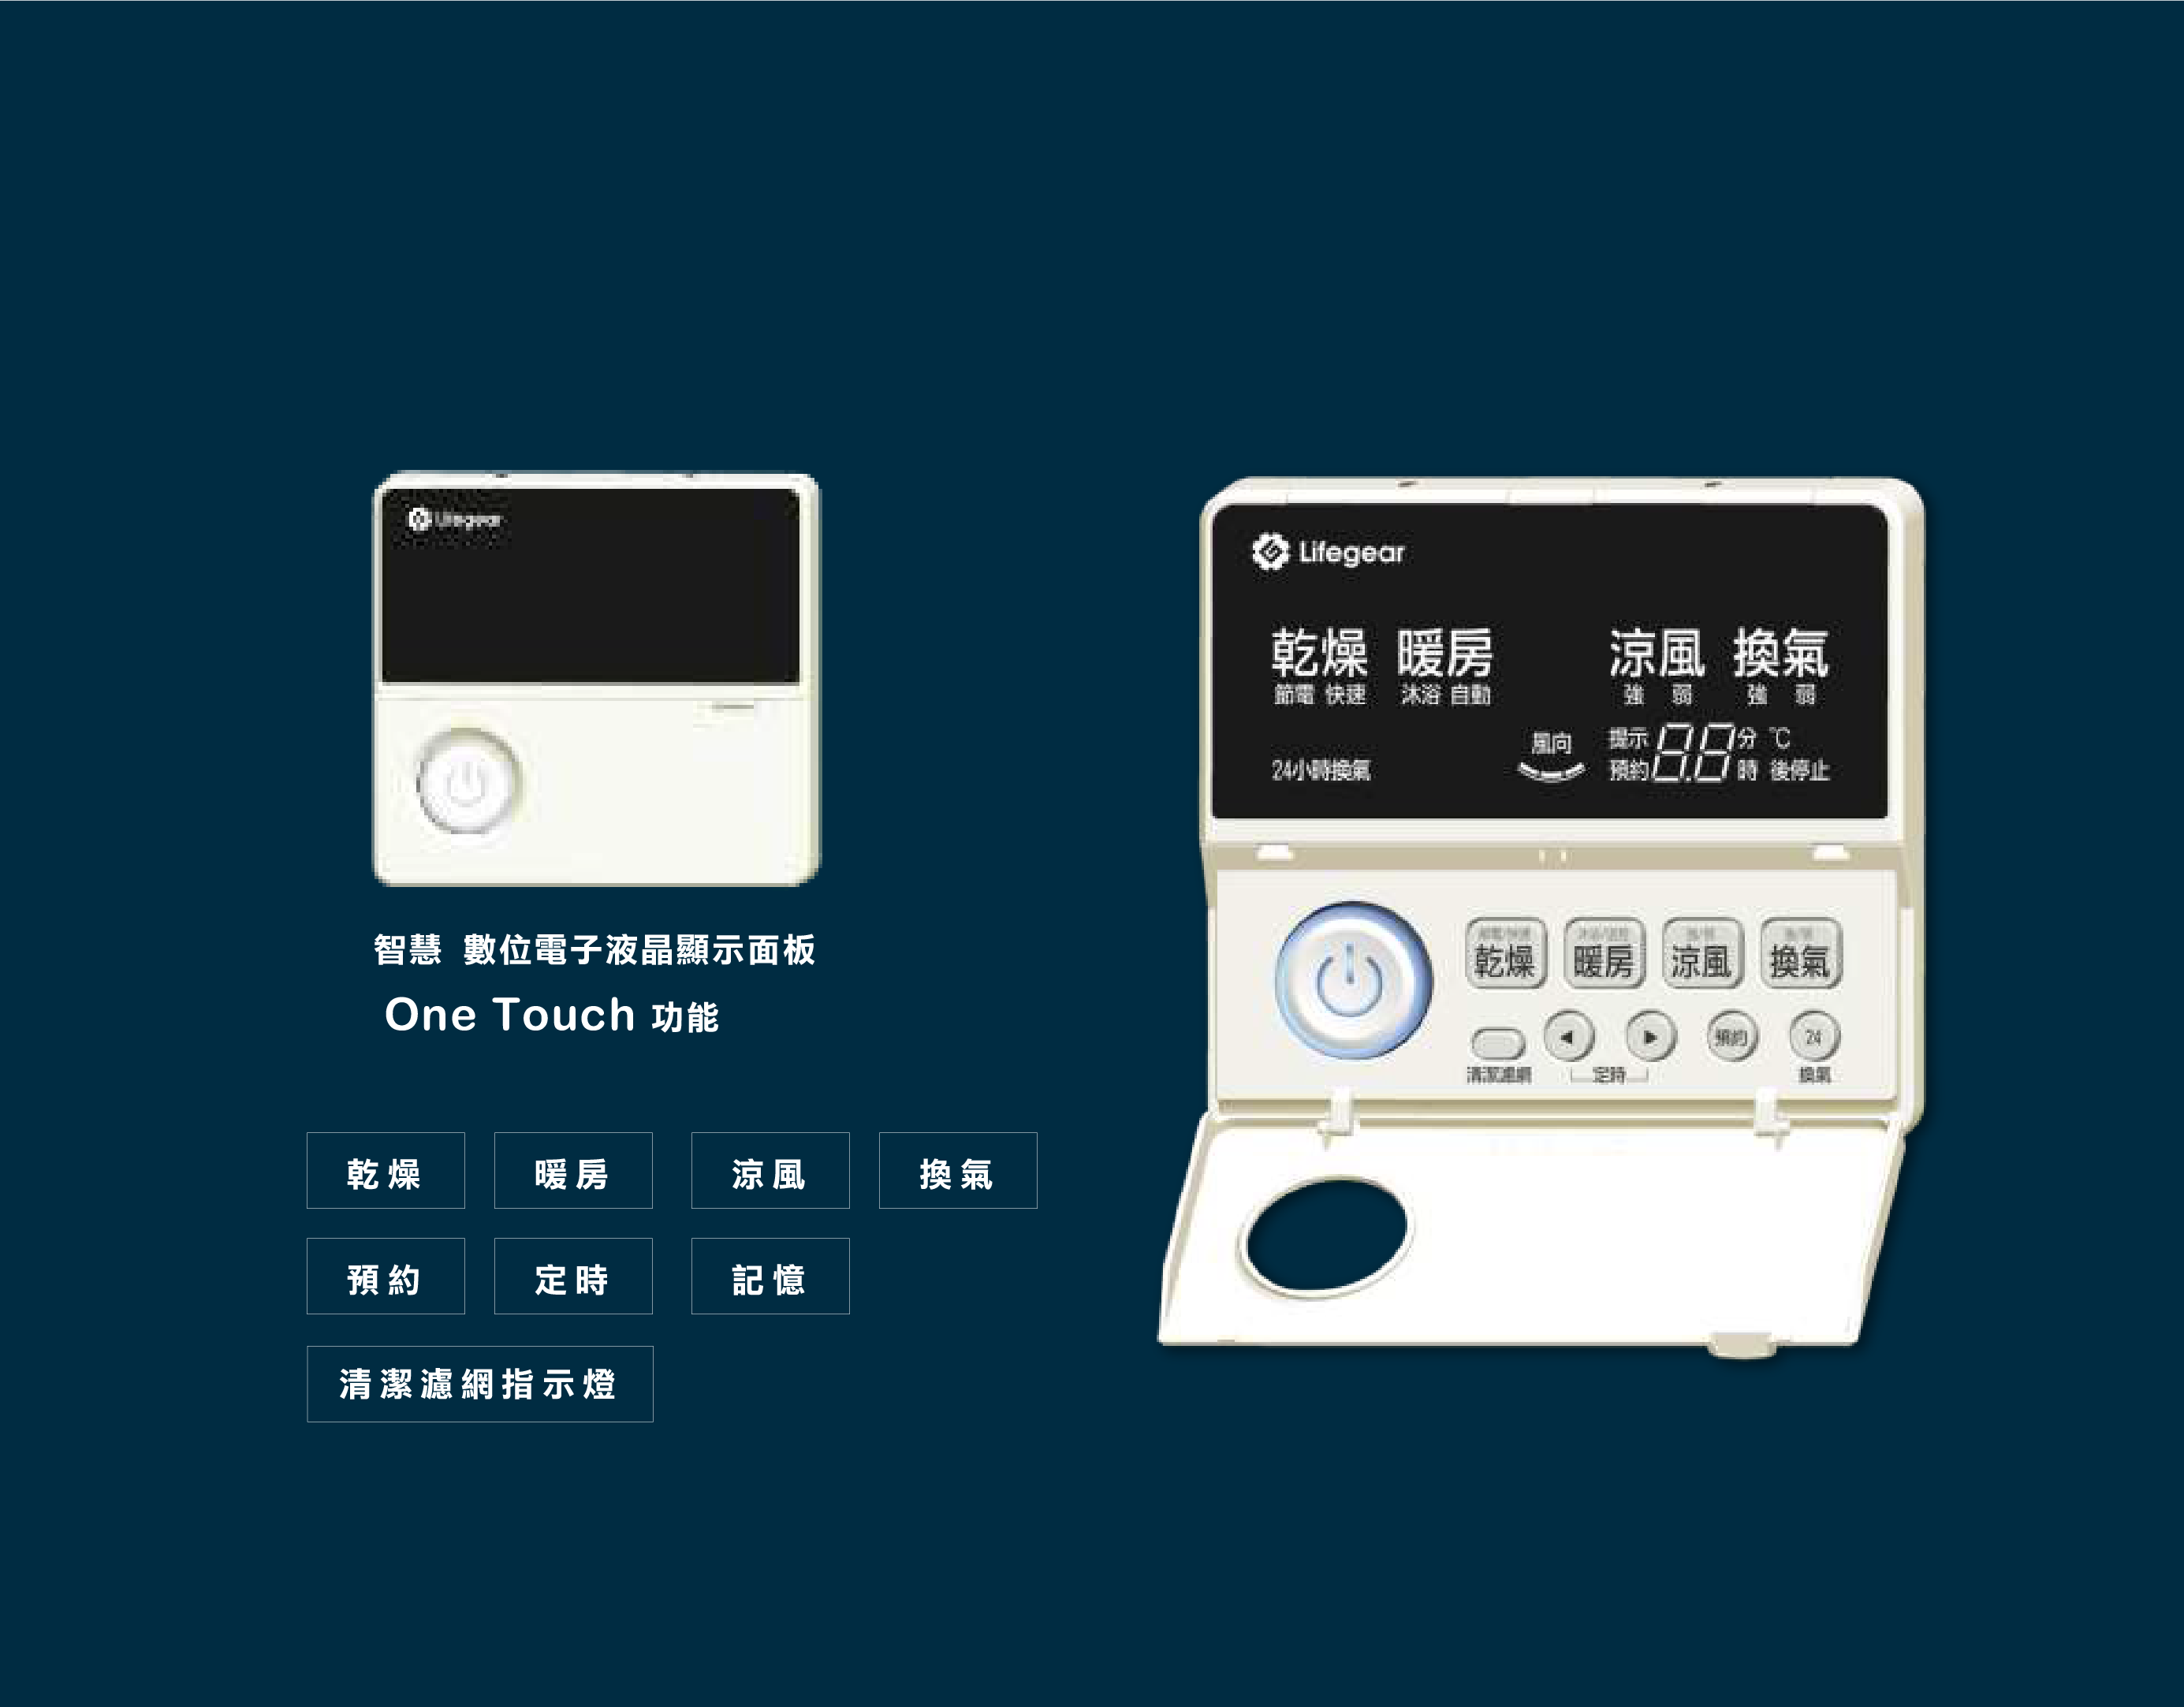 Lifegear
智慧 數位電子液晶顯示面板
One Touch 功能
乾燥 暖房 涼風 換氣
預約 定時 記憶
清潔濾網指示燈
Lifegear
乾燥 暖房 涼風 換氣
節電 快速 沐浴 自動 強 弱 強 弱
風向 提示 8.8 分 ℃
24小時換氣 預約 時 後停止
乾燥 暖房 涼風 換氣
預約 24
清潔濾網 定時 換氣